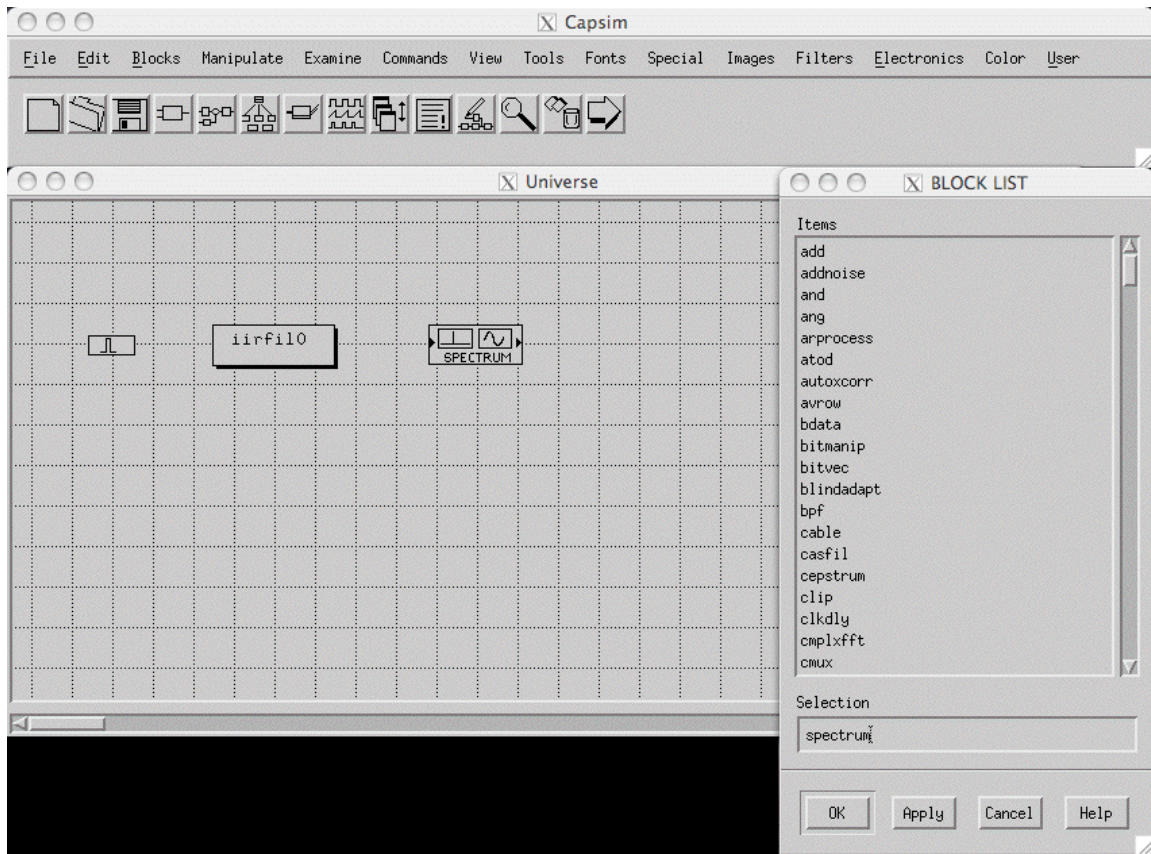 Capsim
File Edit Blocks Manipulate Examine Commands View Tools Fonts Special Images Filters Electronics Color User
Universe
iirfil0
SPECTRUM
BLOCK LIST
Items
add
addnoise
and
ang
arprocess
atod
autoxcorr
avrow
bdata
bitmanip
bitvec
blindadapt
bpf
cable
casfil
cepstrum
clip
clkdly
cmplxfft
cmux
Selection
spectrum
OK Apply Cancel Help